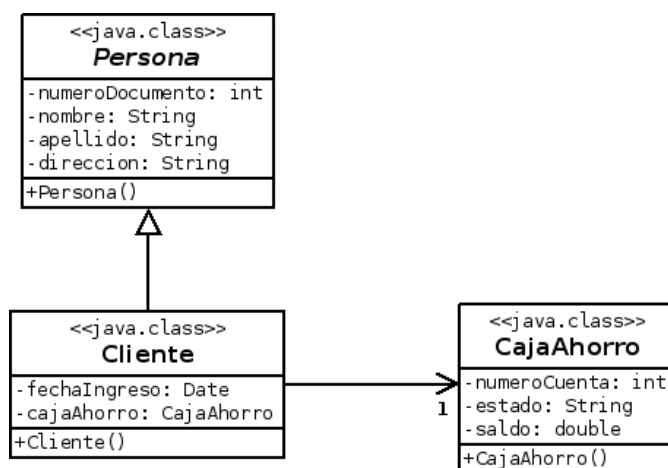 <<java.class>>
Persona
-numeroDocumento: int
-nombre: String
-apellido: String
-direccion: String
+Persona()
<<java.class>>
Cliente
-fechaIngreso: Date
-cajaAhorro: CajaAhorro
+Cliente()
1
<<java.class>>
CajaAhorro
-numeroCuenta: int
-estado: String
-saldo: double
+CajaAhorro()